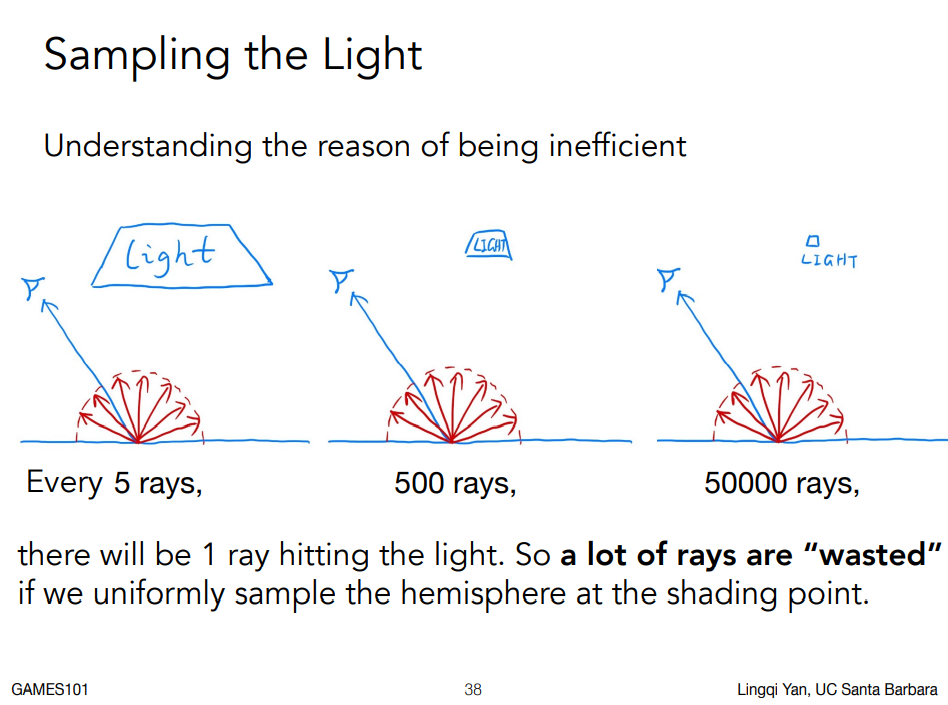 Sampling the Light
Understanding the reason of being inefficient
Light
LIGHT
LIGHT
Every 5 rays,
500 rays,
50000 rays,
there will be 1 ray hitting the light. So a lot of rays are “wasted”
if we uniformly sample the hemisphere at the shading point.
GAMES101
38
Lingqi Yan, UC Santa Barbara